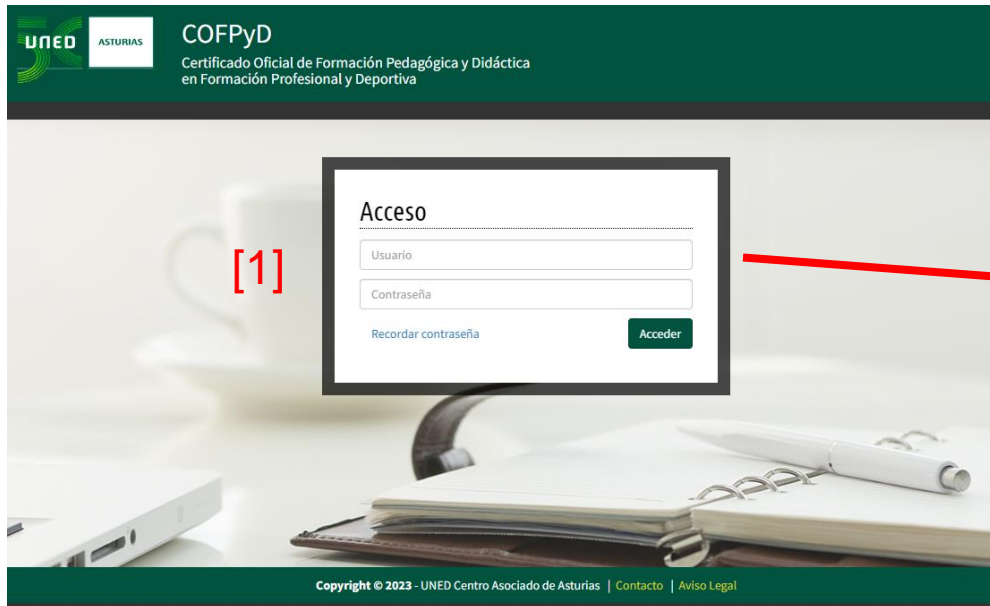 UNED
ASTURIAS
COFPyD
Certificado Oficial de Formación Pedagógica y Didáctica
en Formación Profesional y Deportiva
[1]
Acceso
Usuario
Contraseña
Recordar contraseña
Acceder
Copyright © 2023 - UNED Centro Asociado de Asturias | Contacto | Aviso Legal